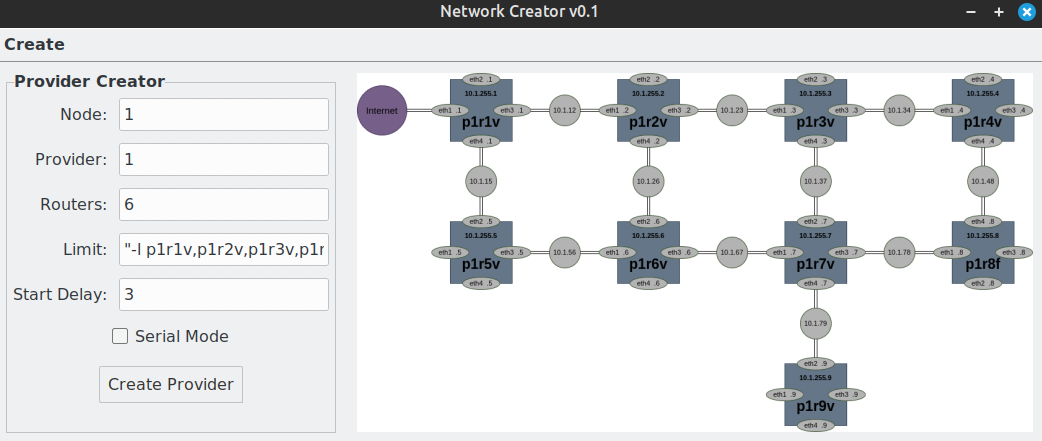 Network Creator v0.1
Create
Provider Creator
Node: 1
Provider: 1
Routers: 6
Limit: "-l p1r1v,p1r2v,p1r3v,p1r
Start Delay: 3
Serial Mode
Create Provider
eth2 .1 eth2 .2 eth2 .3 eth2 .4
10.1.255.2 10.1.255.3 10.1.255.4
Internet eth1 .1 eth3 .1 10.1.12 eth1 .2 eth3 .2 10.1.23 eth1 .3 eth3 .3 10.1.34 eth1 .4 eth3 .4
p1r1v p1r2v p1r3v p1r4v
eth4 .1 eth4 .2 eth4 .3 eth4 .4
10.1.15 10.1.26 10.1.37 10.1.48
eth2 .5 eth2 .6 eth2 .7 eth4 .8
10.1.255.5 10.1.255.6 10.1.255.7 10.1.255.8
eth1 .5 eth3 .5 10.1.56 eth1 .6 eth3 .6 10.1.67 eth1 .7 eth3 .7 10.1.78 eth1 .8 eth3 .8
p1r5v p1r6v p1r7v p1r8f
eth4 .5 eth4 .6 eth4 .7 eth2 .8
10.1.79
eth2 .9
10.1.255.9
eth1 .9 eth3 .9
p1r9v
eth4 .9